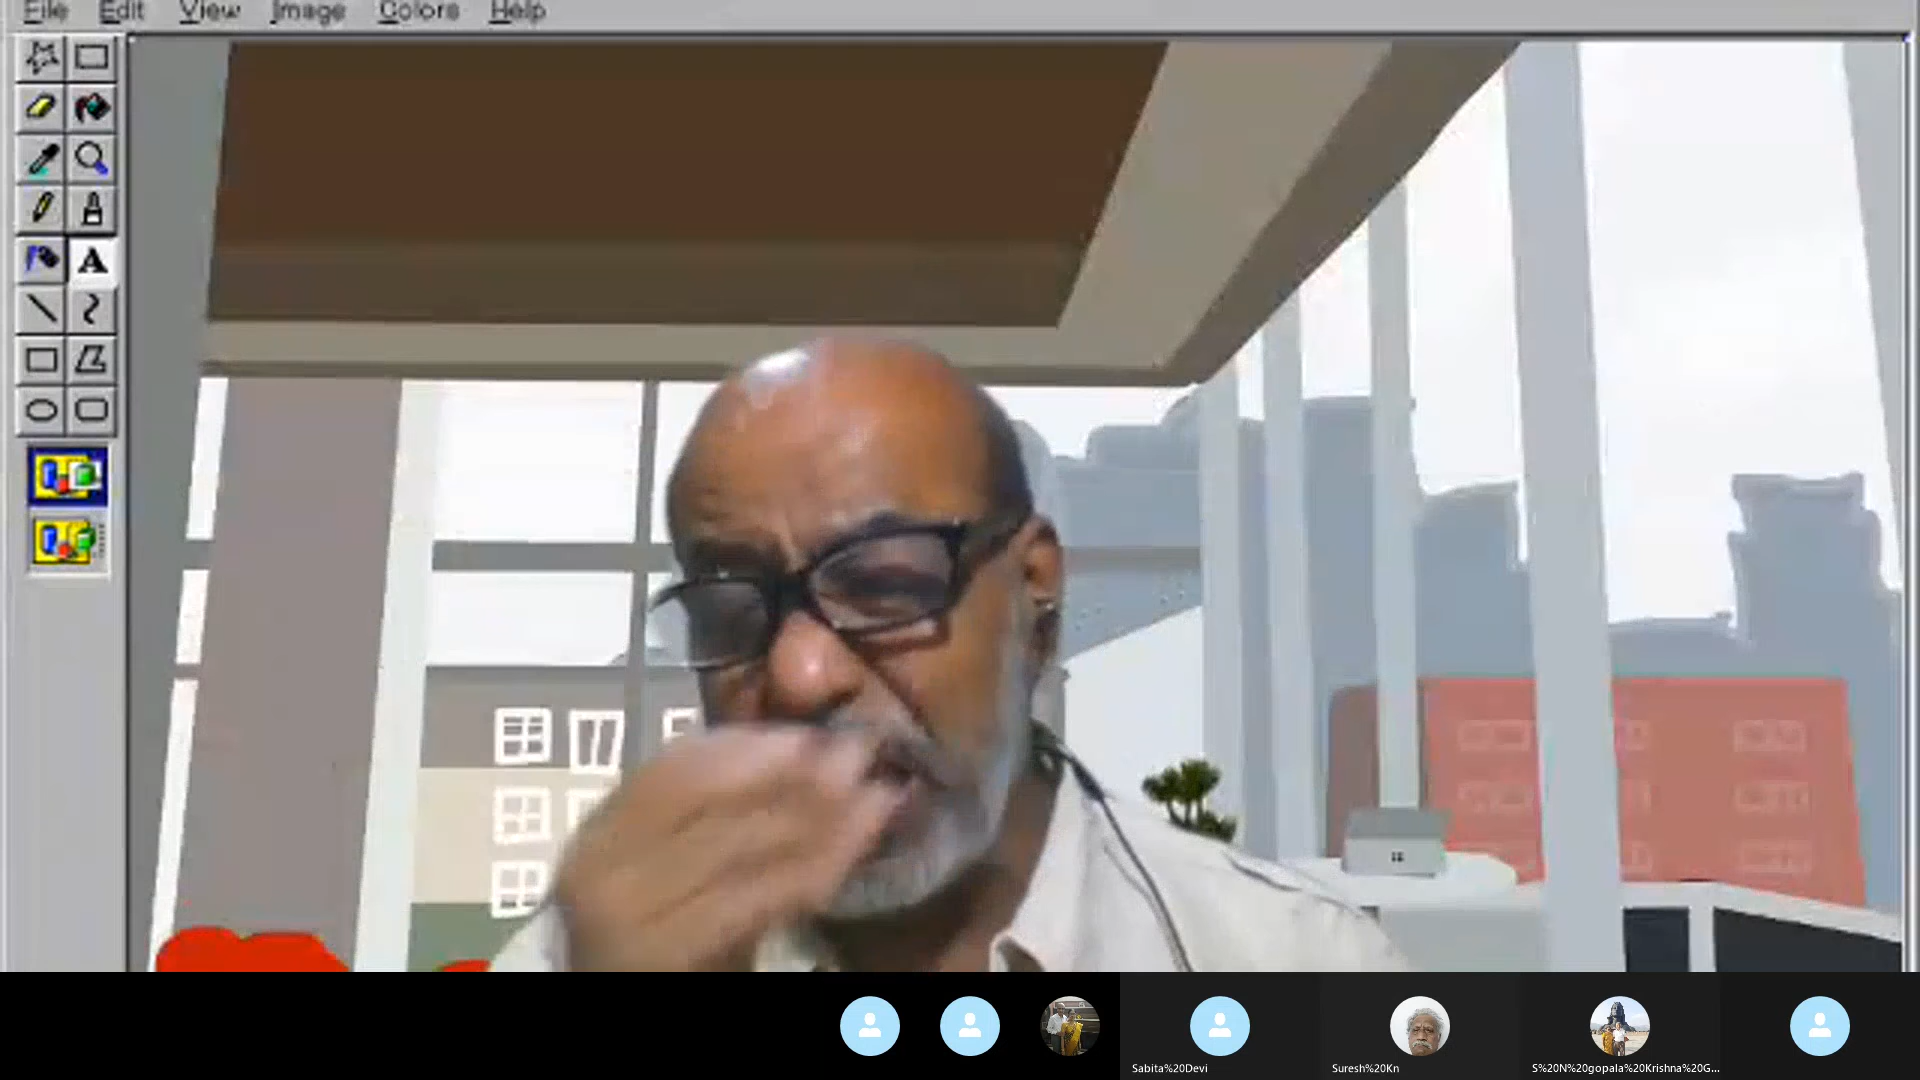 File Edit View Image Colors Help
A
Sabita%20Devi
Suresh%20Kn
S%20N%20gopala%20Krishna%20G...